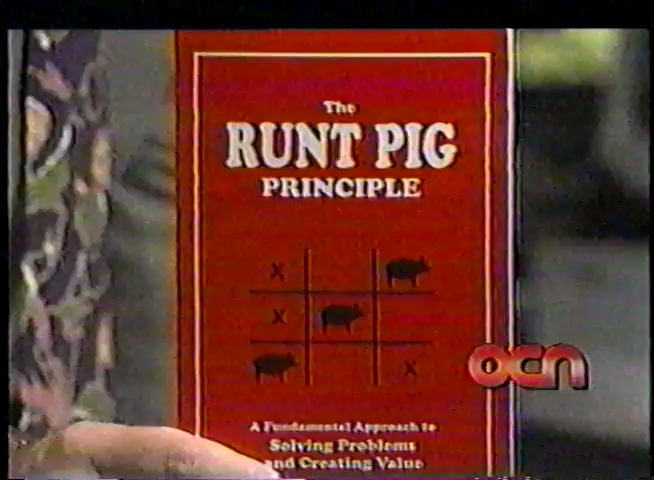 The
RUNT PIG
PRINCIPLE
X
X
X
ocn
A Fundamental Approach to
Solving Problems
and Creating Value